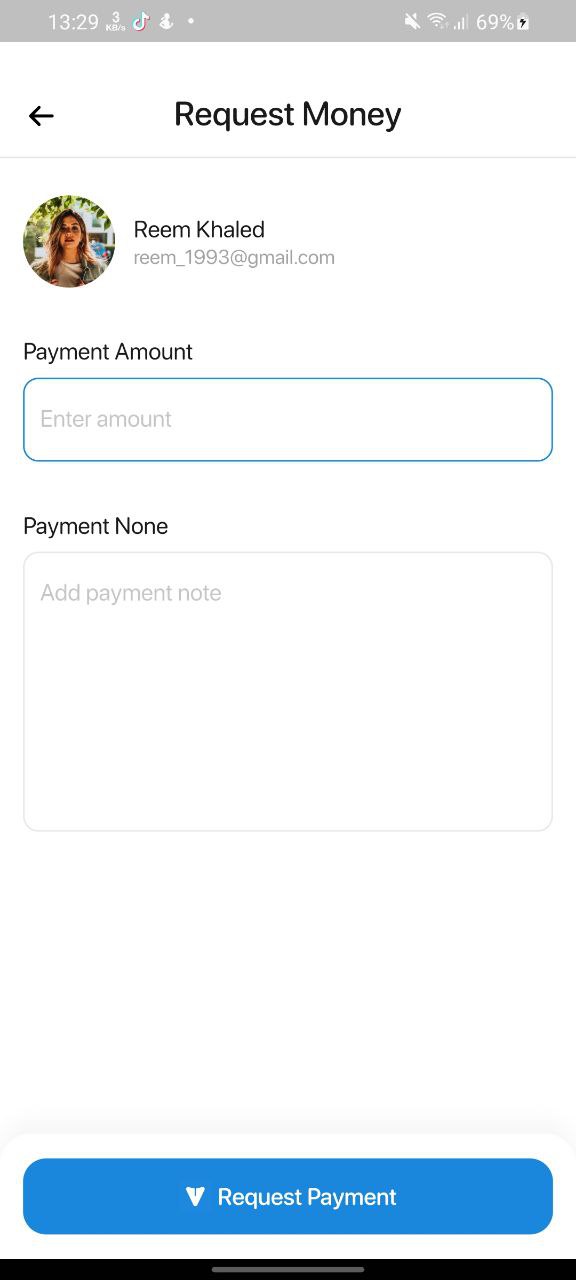 13:29 3 KB/s 69%
Request Money
Reem Khaled
reem_1993@gmail.com
Payment Amount
Enter amount
Payment None
Add payment note
Request Payment